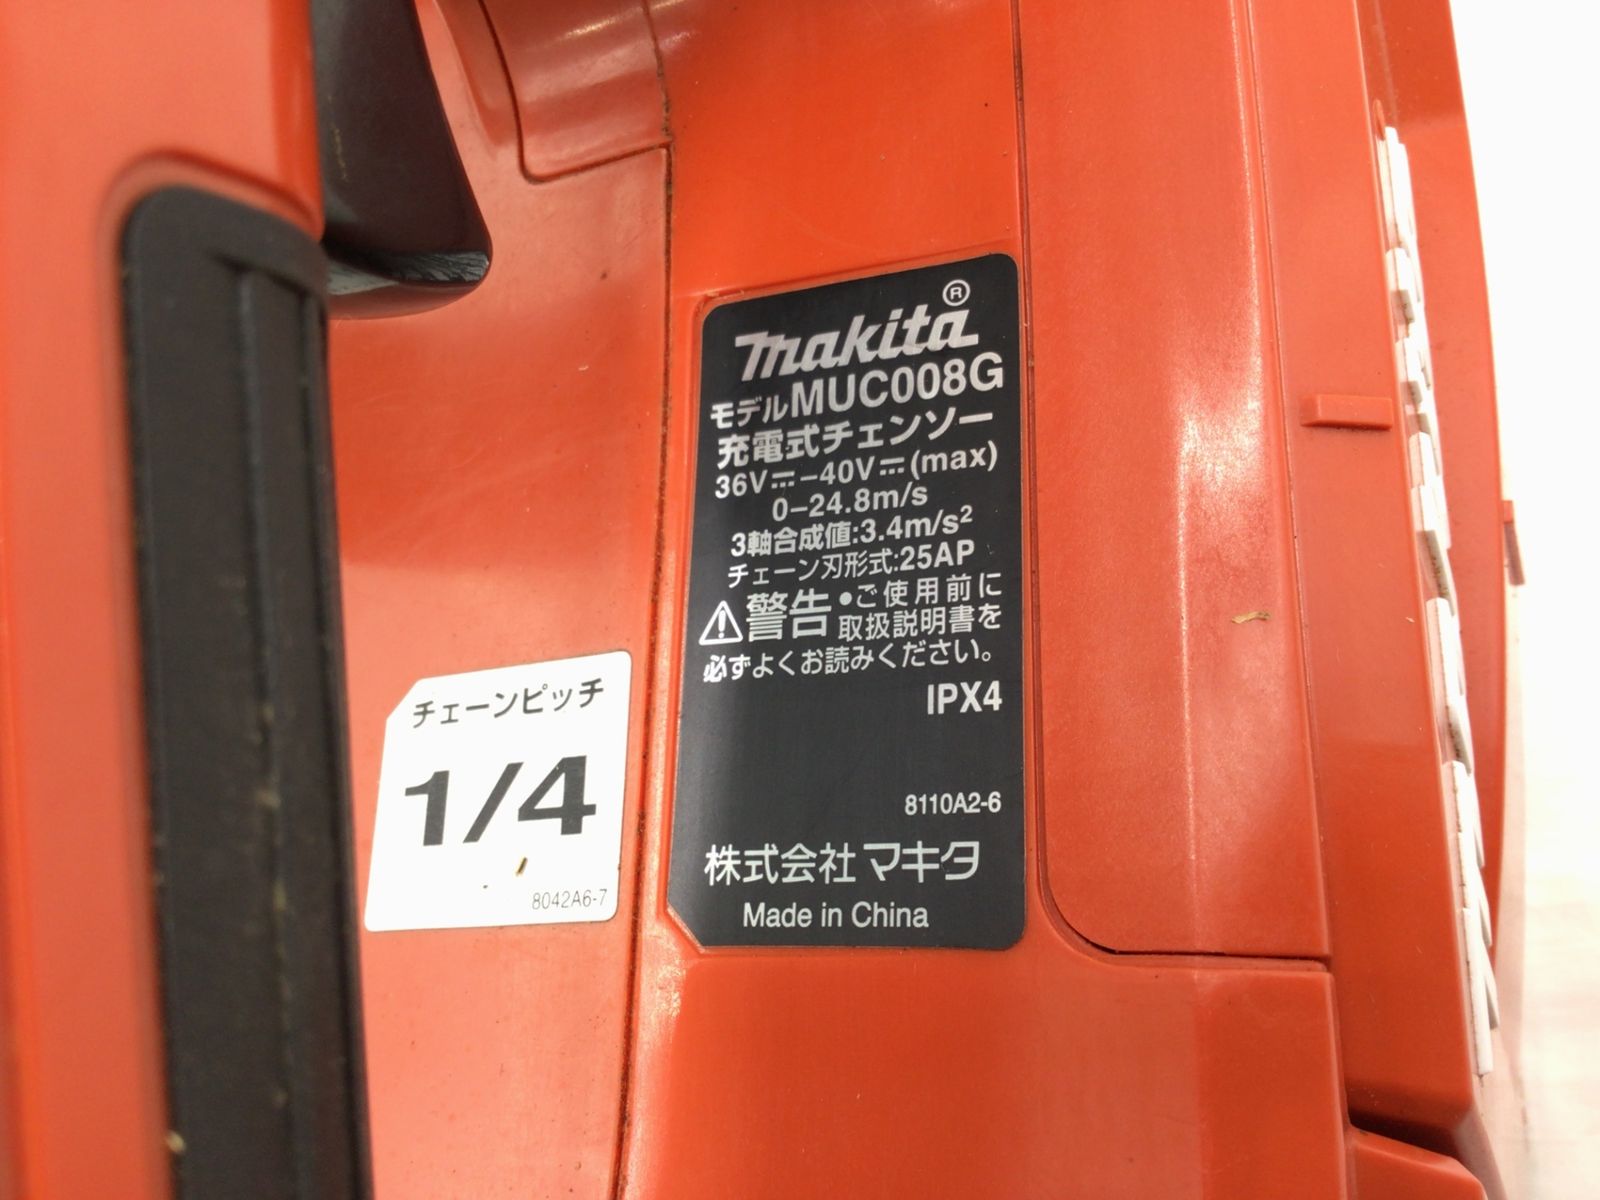 makita®
モデルMUC008G
充電式チェンソー
36V⎓–40V⎓(max)
0–24.8m/s
3軸合成値:3.4m/s²
チェーン刃形式:25AP
⚠警告 •ご使用前に
取扱説明書を
必ずよくお読みください。
IPX4
8110A2-6
株式会社マキタ
Made in China
チェーンピッチ
1/4
8042A6-7